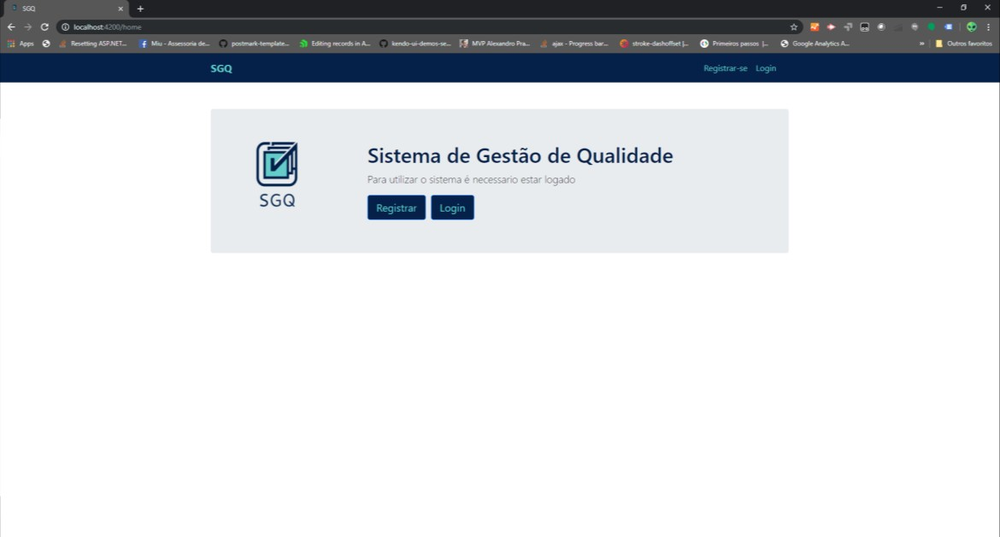 SGQ
localhost:4200/home
Apps Resetting ASP.NET... Miu - Assessoria de... postmark-template... Editing records in A... kendo-ui-demos-se... MVP Alexandro Pra... ajax - Progress bar... stroke-dashoffset |... Primeiros passos |... Google Analytics A... » Outros favoritos
SGQ Registrar-se Login
Sistema de Gestão de Qualidade
Para utilizar o sistema é necessario estar logado
SGQ
Registrar Login